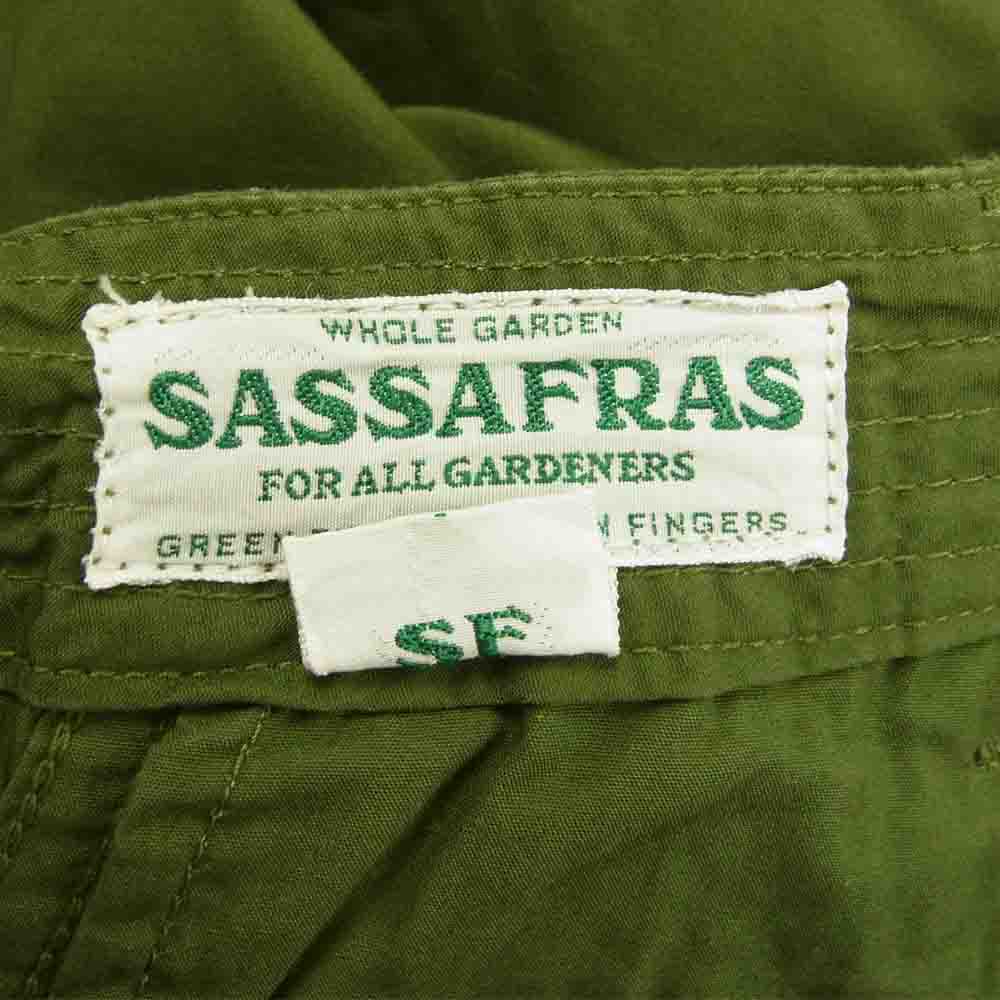 WHOLE GARDEN
SASSAFRAS
FOR ALL GARDENERS
GREEN FINGERS
SF